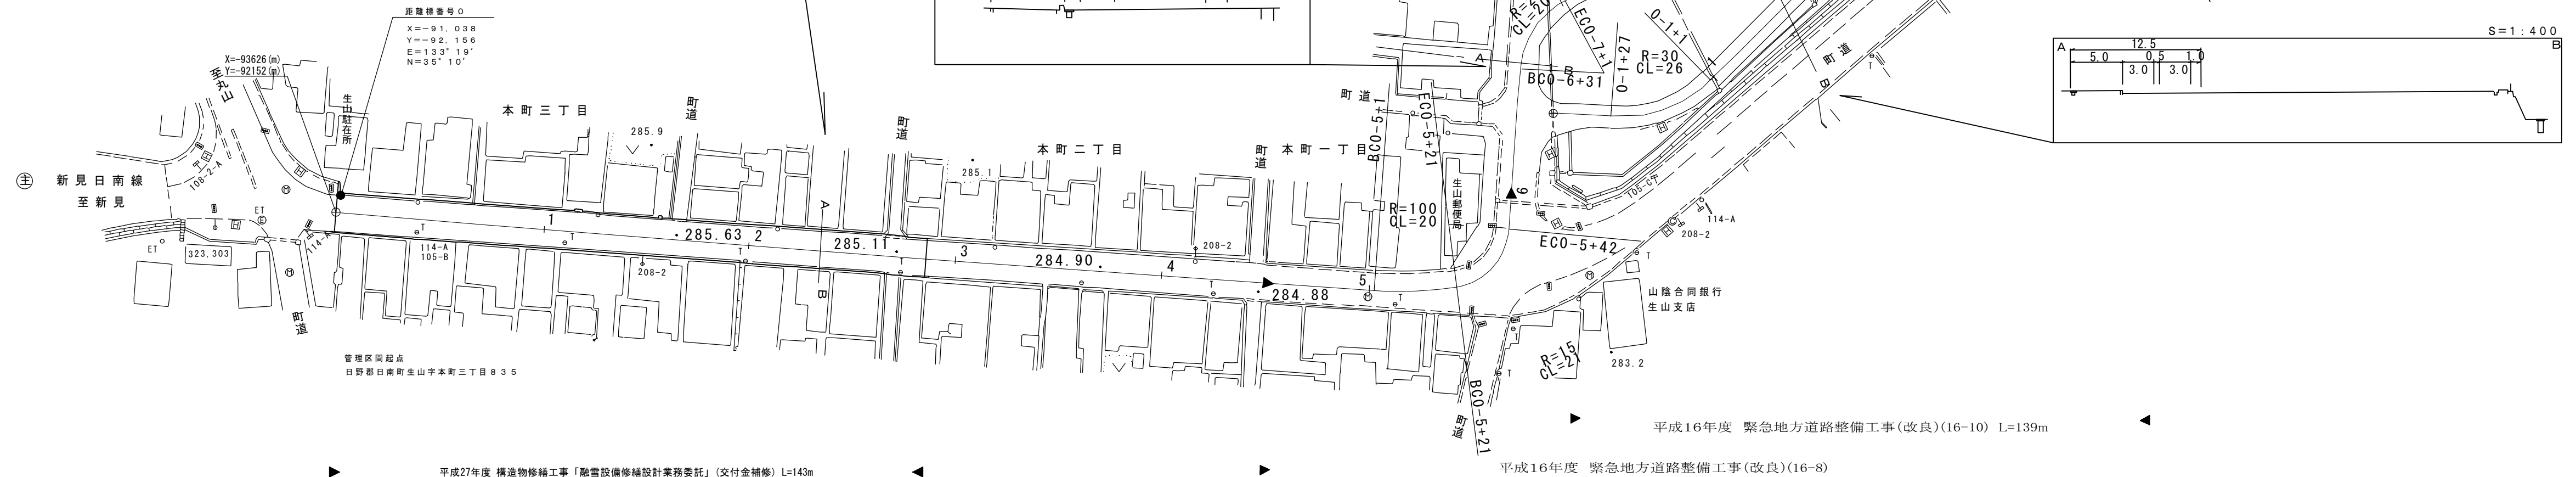 距離標番号０
X=-９１．０３８
Y=-９２．１５６
E=１３３°１９′
N=３５°１０′
X=-93626(m)
Y=-92152(m)
至丸山
生山駐在所
本町三丁目
町道
285.9
町道
285.1
本町二丁目
町道
本町一丁目
町道
CL=20
ECO-7+1
0-1+1
0-1+27
R=30
CL=26
A
B
BCO-6+31
BCO-5+1
ECO-5+21
町道
B
T
S=1:400
A
B
12.5
5.0
0.5
1.0
3.0
3.0
主
新見日南線
至新見
108-2-A
ET
E
ET
H
M
323,303
114-A
M
町道
T
114-A
105-B
1
T
208-2
285.63
2
T
A
B
285.11
T
3
284.90
4
208-2
T
284.88
5
T
M
R=100
CL=20
生山郵便局
6
105-C
ECO-5+42
114-A
208-2
T
M
山陰合同銀行
生山支店
283.2
R=15
CL=21
T
T
BCO-5+21
町道
管理区間起点
日野郡日南町生山字本町三丁目８３５
平成16年度 緊急地方道路整備工事(改良)(16-10) L=139m
平成27年度 構造物修繕工事「融雪設備修繕設計業務委託」(交付金補修) L=143m
平成16年度 緊急地方道路整備工事(改良)(16-8)